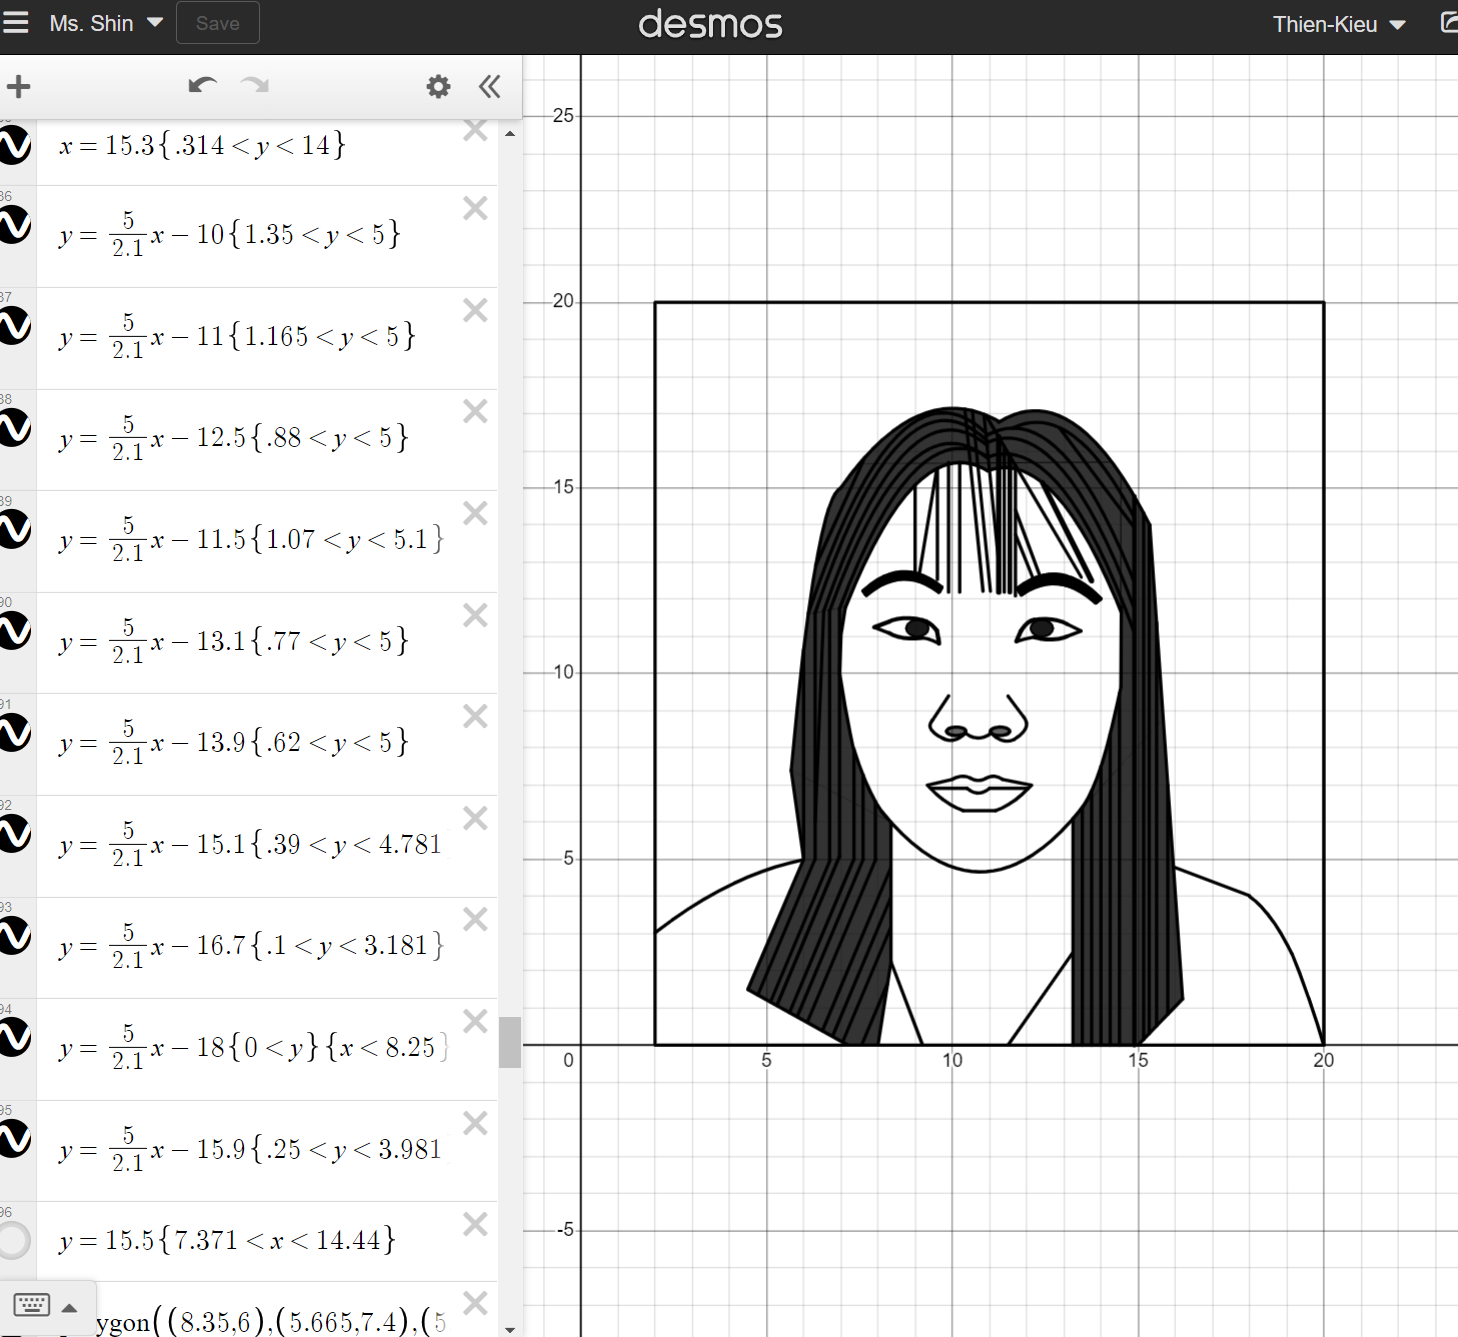 Ms. Shin Save desmos Thien-Kieu
x = 15.3{.314 < y < 14}
86
y = \frac{5}{2.1}x − 10{1.35 < y < 5}
87
y = \frac{5}{2.1}x − 11{1.165 < y < 5}
88
y = \frac{5}{2.1}x − 12.5{.88 < y < 5}
89
y = \frac{5}{2.1}x − 11.5{1.07 < y < 5.1}
90
y = \frac{5}{2.1}x − 13.1{.77 < y < 5}
91
y = \frac{5}{2.1}x − 13.9{.62 < y < 5}
92
y = \frac{5}{2.1}x − 15.1{.39 < y < 4.781
93
y = \frac{5}{2.1}x − 16.7{.1 < y < 3.181}
94
y = \frac{5}{2.1}x − 18{0 < y}{x < 8.25}
95
y = \frac{5}{2.1}x − 15.9{.25 < y < 3.981
96
y = 15.5{7.371 < x < 14.44}
ygon((8.35,6),(5.665,7.4),(5
25
20
15
10
5
0 5 10 15 20
-5